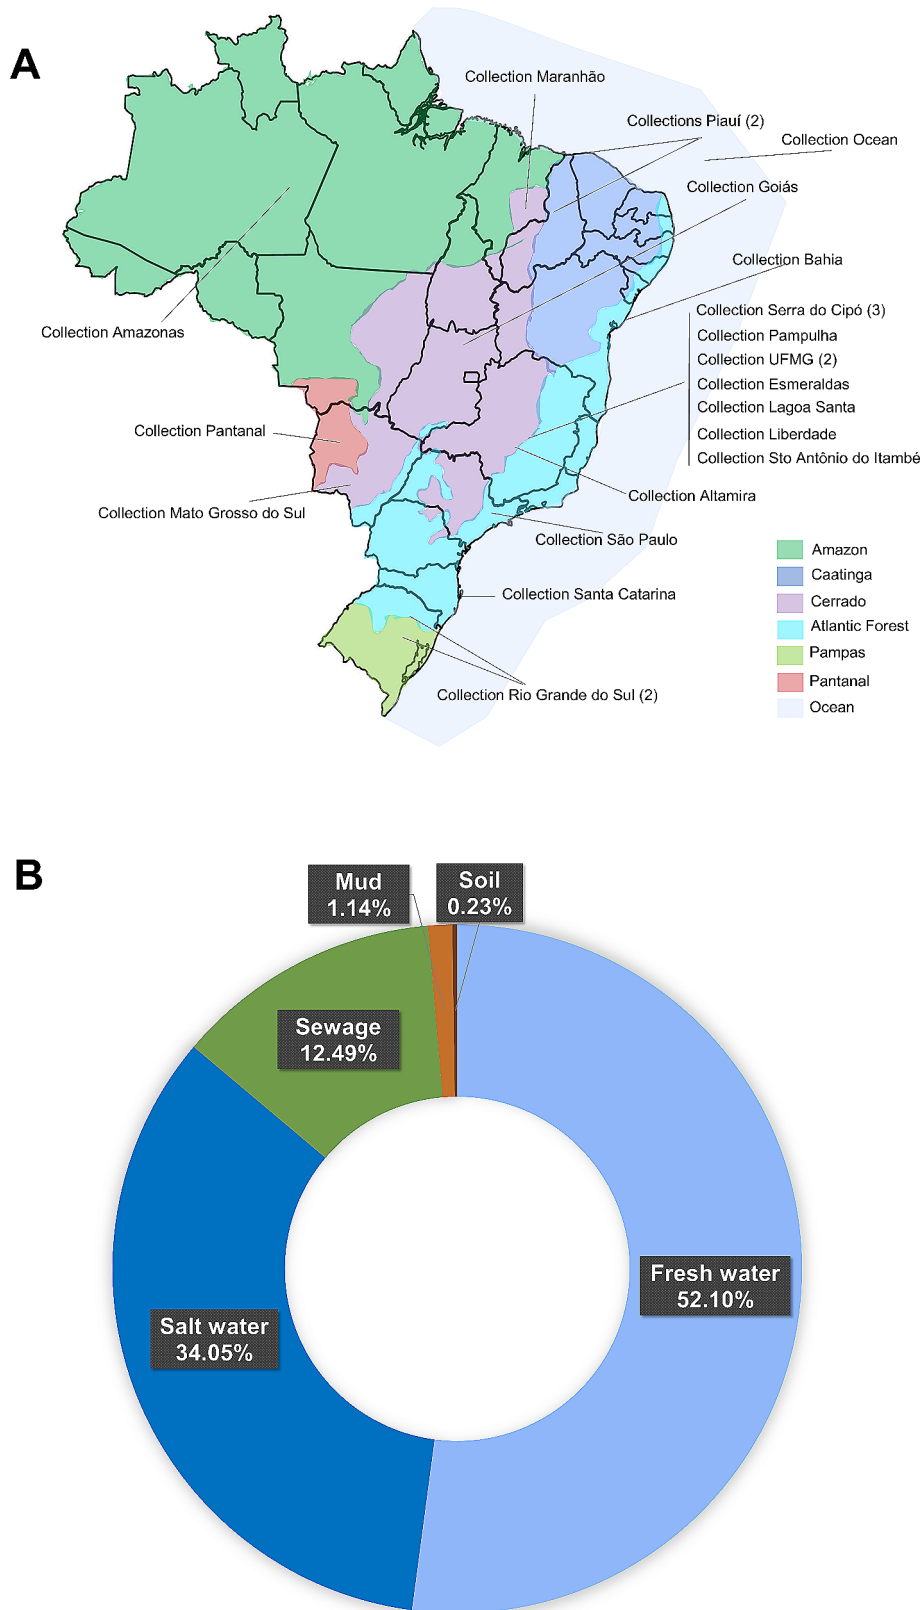 A
Collection Maranhão
Collections Piauí (2)
Collection Ocean
Collection Goiás
Collection Bahia
Collection Serra do Cipó (3)
Collection Pampulha
Collection UFMG (2)
Collection Esmeraldas
Collection Lagoa Santa
Collection Liberdade
Collection Sto Antônio do Itambé
Collection Amazonas
Collection Pantanal
Collection Altamira
Collection Mato Grosso do Sul
Collection São Paulo
Collection Santa Catarina
Collection Rio Grande do Sul (2)
Amazon
Caatinga
Cerrado
Atlantic Forest
Pampas
Pantanal
Ocean
B
Mud
1.14%
Soil
0.23%
Sewage
12.49%
Fresh water
52.10%
Salt water
34.05%